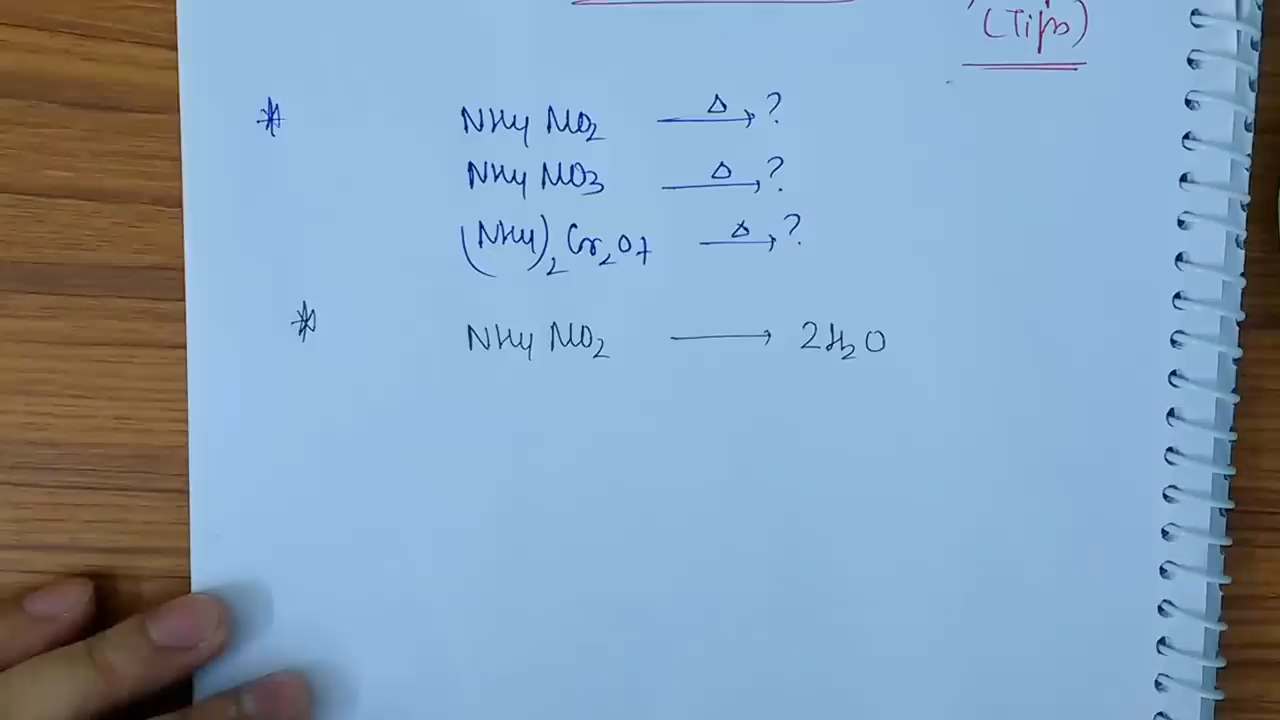 (Tips)
* NH4 NO2 —Δ→ ?
NH4 NO3 —Δ→ ?
(NH4)2 Cr2O7 —Δ→ ?
* NH4 NO2 ⟶ 2H2O